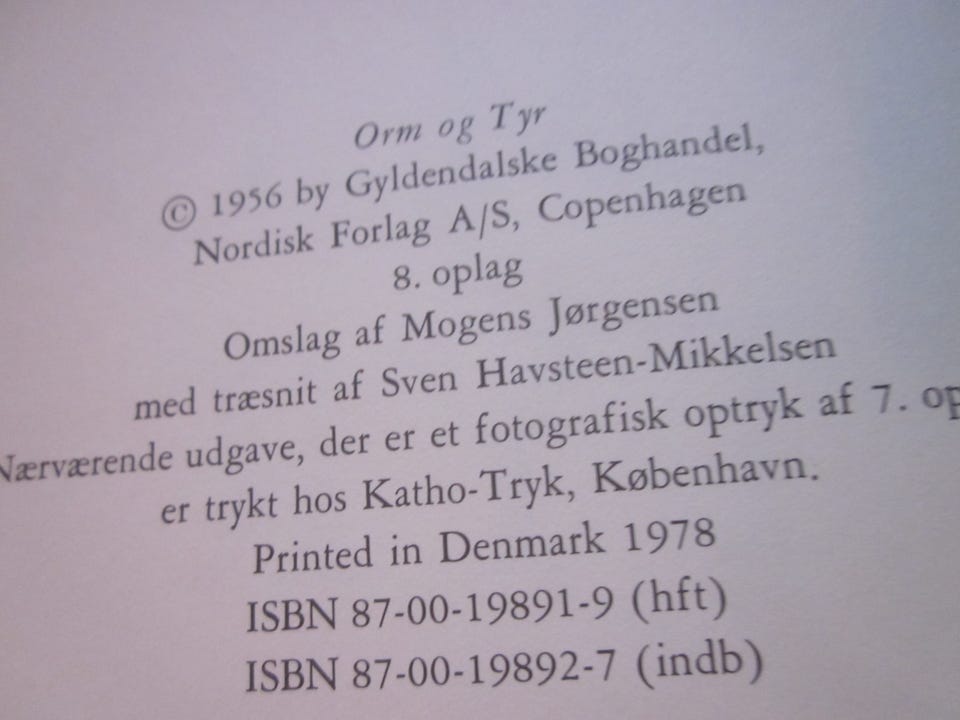 Orm og Tyr
© 1956 by Gyldendalske Boghandel,
Nordisk Forlag A/S, Copenhagen
8. oplag
Omslag af Mogens Jørgensen
med træsnit af Sven Havsteen-Mikkelsen
Nærværende udgave, der er et fotografisk optryk af 7. op
er trykt hos Katho-Tryk, København.
Printed in Denmark 1978
ISBN 87-00-19891-9 (hft)
ISBN 87-00-19892-7 (indb)